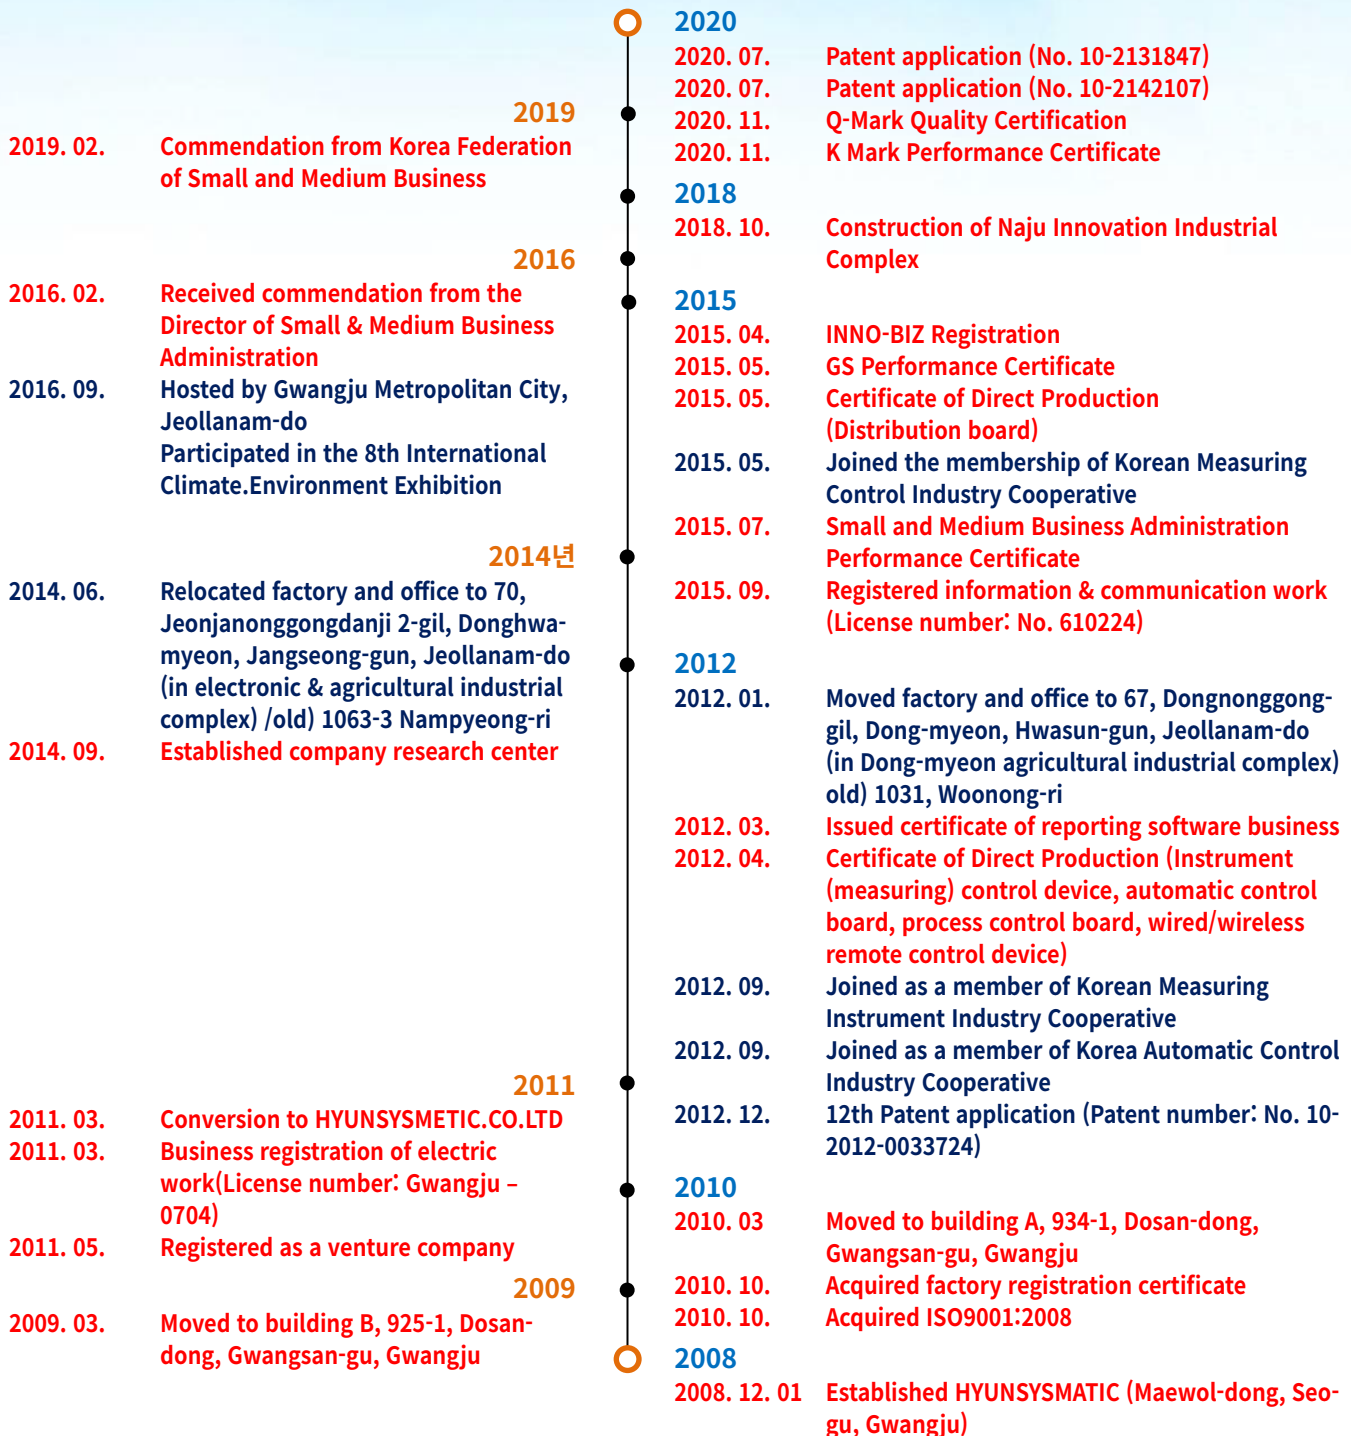 2020
2020. 07. Patent application (No. 10-2131847)
2020. 07. Patent application (No. 10-2142107)
2020. 11. Q-Mark Quality Certification
2020. 11. K Mark Performance Certificate
2019
2019. 02. Commendation from Korea Federation
of Small and Medium Business
2018
2018. 10. Construction of Naju Innovation Industrial
Complex
2016
2016. 02. Received commendation from the
Director of Small & Medium Business
Administration
2016. 09. Hosted by Gwangju Metropolitan City,
Jeollanam-do
Participated in the 8th International
Climate.Environment Exhibition
2015
2015. 04. INNO-BIZ Registration
2015. 05. GS Performance Certificate
2015. 05. Certificate of Direct Production
(Distribution board)
2015. 05. Joined the membership of Korean Measuring
Control Industry Cooperative
2015. 07. Small and Medium Business Administration
Performance Certificate
2015. 09. Registered information & communication work
(License number: No. 610224)
2014년
2014. 06. Relocated factory and office to 70,
Jeonjanonggongdanji 2-gil, Donghwa-
myeon, Jangseong-gun, Jeollanam-do
(in electronic & agricultural industrial
complex) /old) 1063-3 Nampyeong-ri
2014. 09. Established company research center
2012
2012. 01. Moved factory and office to 67, Dongnonggong-
gil, Dong-myeon, Hwasun-gun, Jeollanam-do
(in Dong-myeon agricultural industrial complex)
old) 1031, Woonong-ri
2012. 03. Issued certificate of reporting software business
2012. 04. Certificate of Direct Production (Instrument
(measuring) control device, automatic control
board, process control board, wired/wireless
remote control device)
2012. 09. Joined as a member of Korean Measuring
Instrument Industry Cooperative
2012. 09. Joined as a member of Korea Automatic Control
Industry Cooperative
2012. 12. 12th Patent application (Patent number: No. 10-
2012-0033724)
2011
2011. 03. Conversion to HYUNSYSMETIC.CO.LTD
2011. 03. Business registration of electric
work(License number: Gwangju –
0704)
2011. 05. Registered as a venture company
2010
2010. 03 Moved to building A, 934-1, Dosan-dong,
Gwangsan-gu, Gwangju
2010. 10. Acquired factory registration certificate
2010. 10. Acquired ISO9001:2008
2009
2009. 03. Moved to building B, 925-1, Dosan-
dong, Gwangsan-gu, Gwangju
2008
2008. 12. 01 Established HYUNSYSMATIC (Maewol-dong, Seo-
gu, Gwangju)